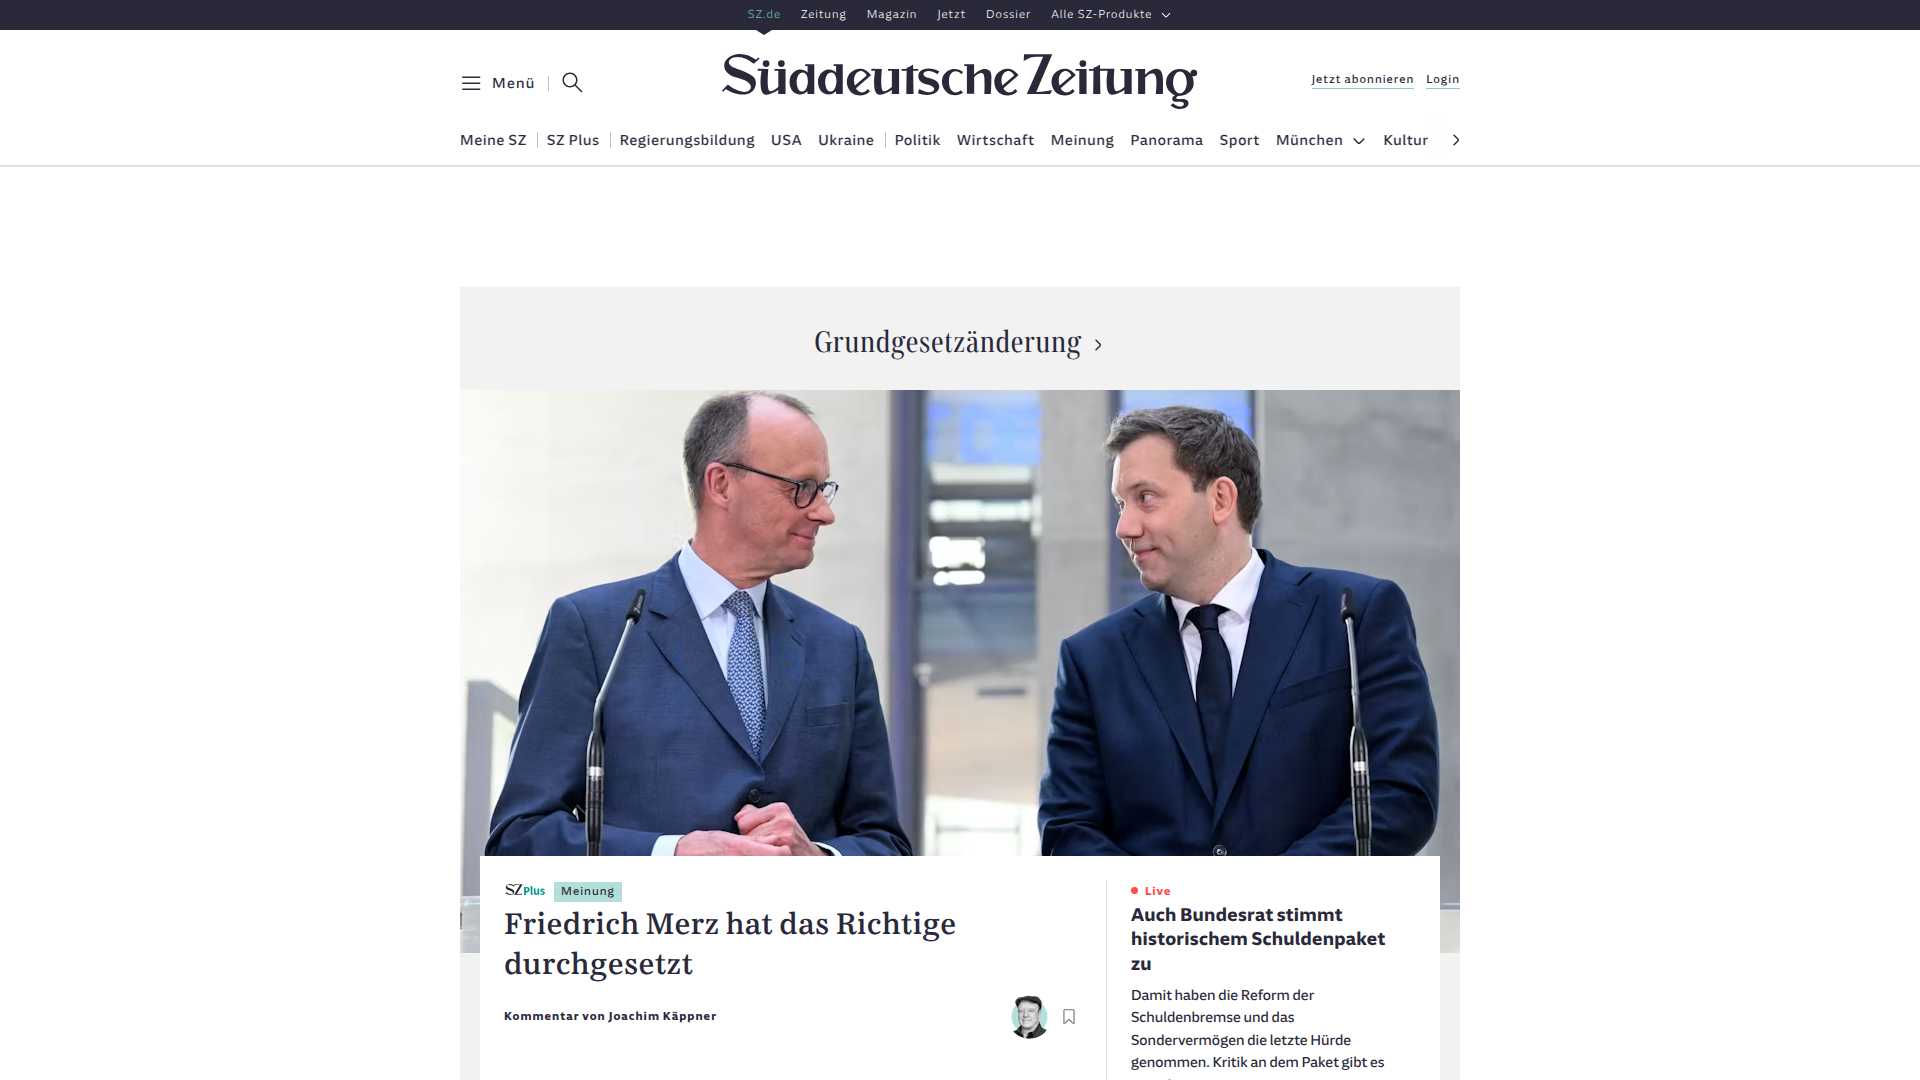 SZ.de Zeitung Magazin Jetzt Dossier Alle SZ-Produkte
Menü
Süddeutsche Zeitung
Jetzt abonnieren Login
Meine SZ SZ Plus Regierungsbildung USA Ukraine Politik Wirtschaft Meinung Panorama Sport München Kultur
Grundgesetzänderung
SZ Plus Meinung
Friedrich Merz hat das Richtige
durchgesetzt
Kommentar von Joachim Käppner
Live
Auch Bundesrat stimmt
historischem Schuldenpaket
zu
Damit haben die Reform der
Schuldenbremse und das
Sondervermögen die letzte Hürde
genommen. Kritik an dem Paket gibt es